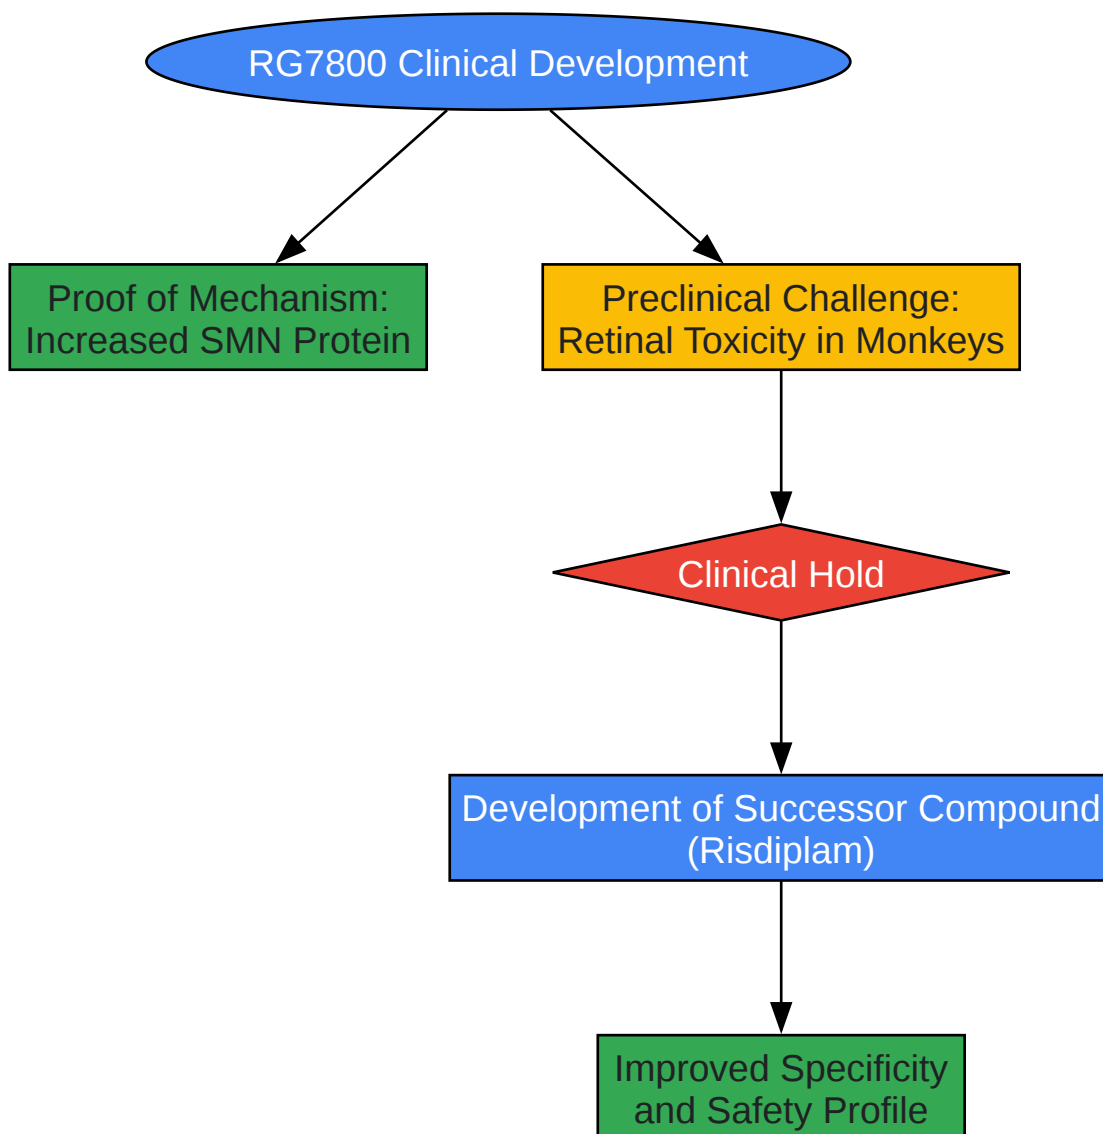 RG7800 Clinical Development
Proof of Mechanism:
Increased SMN Protein
Preclinical Challenge:
Retinal Toxicity in Monkeys
Clinical Hold
Development of Successor Compound
(Risdiplam)
Improved Specificity
and Safety Profile